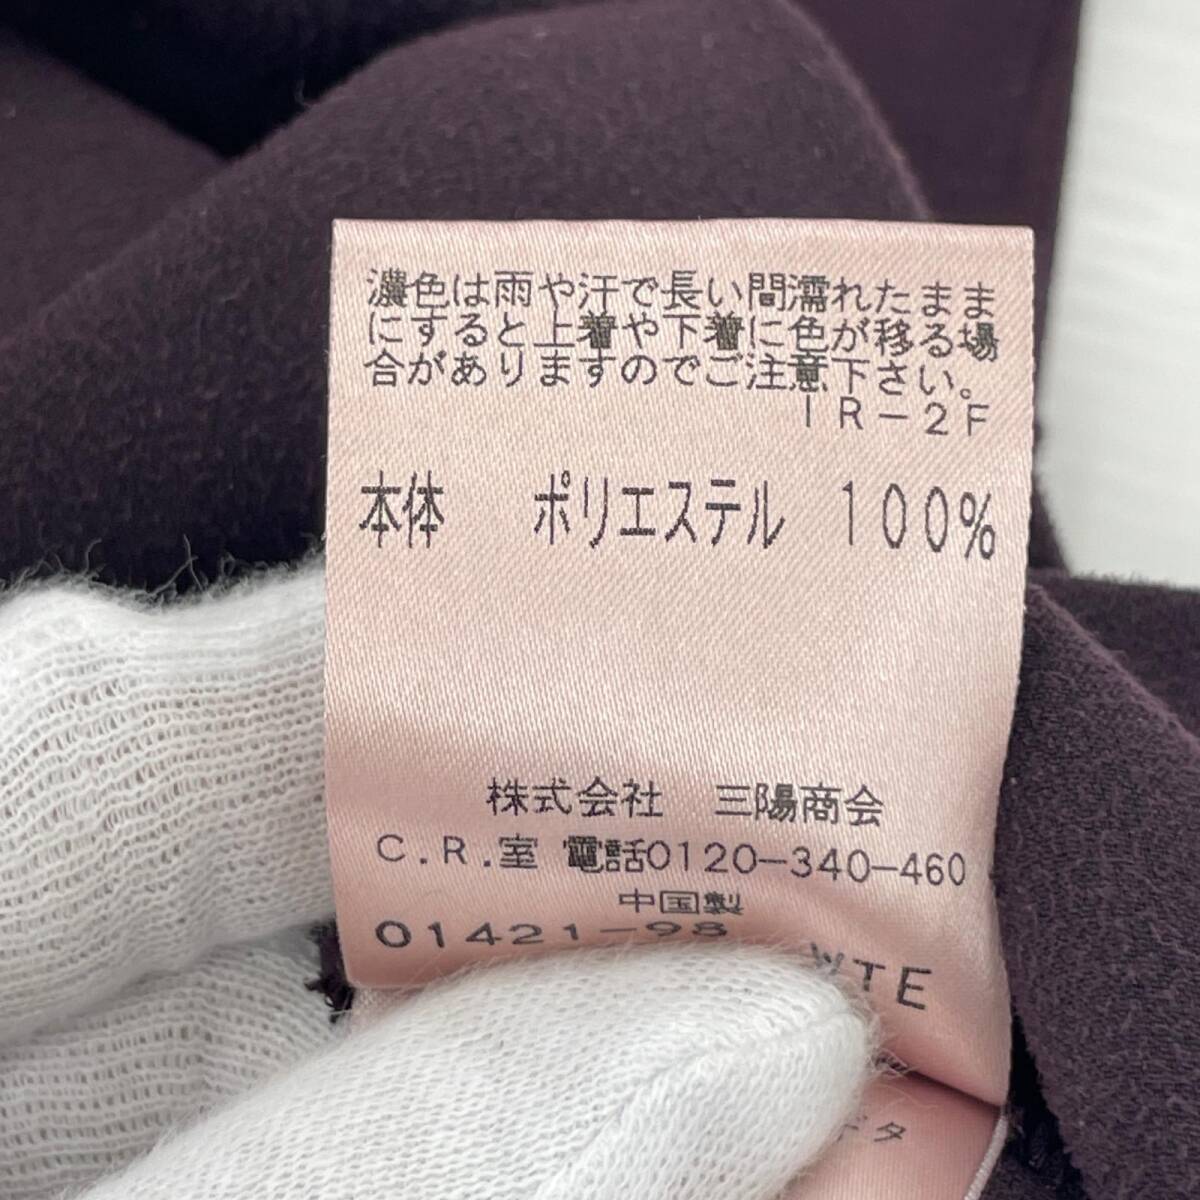 濃色は雨や汗で長い間濡れたまま
にすると上着や下着に色が移る場
合がありますのでご注意下さい。
IR-2F
本体 ポリエステル 100%
株式会社 三陽商会
C.R.室 電話0120-340-460
中国製
01421-98
WTE